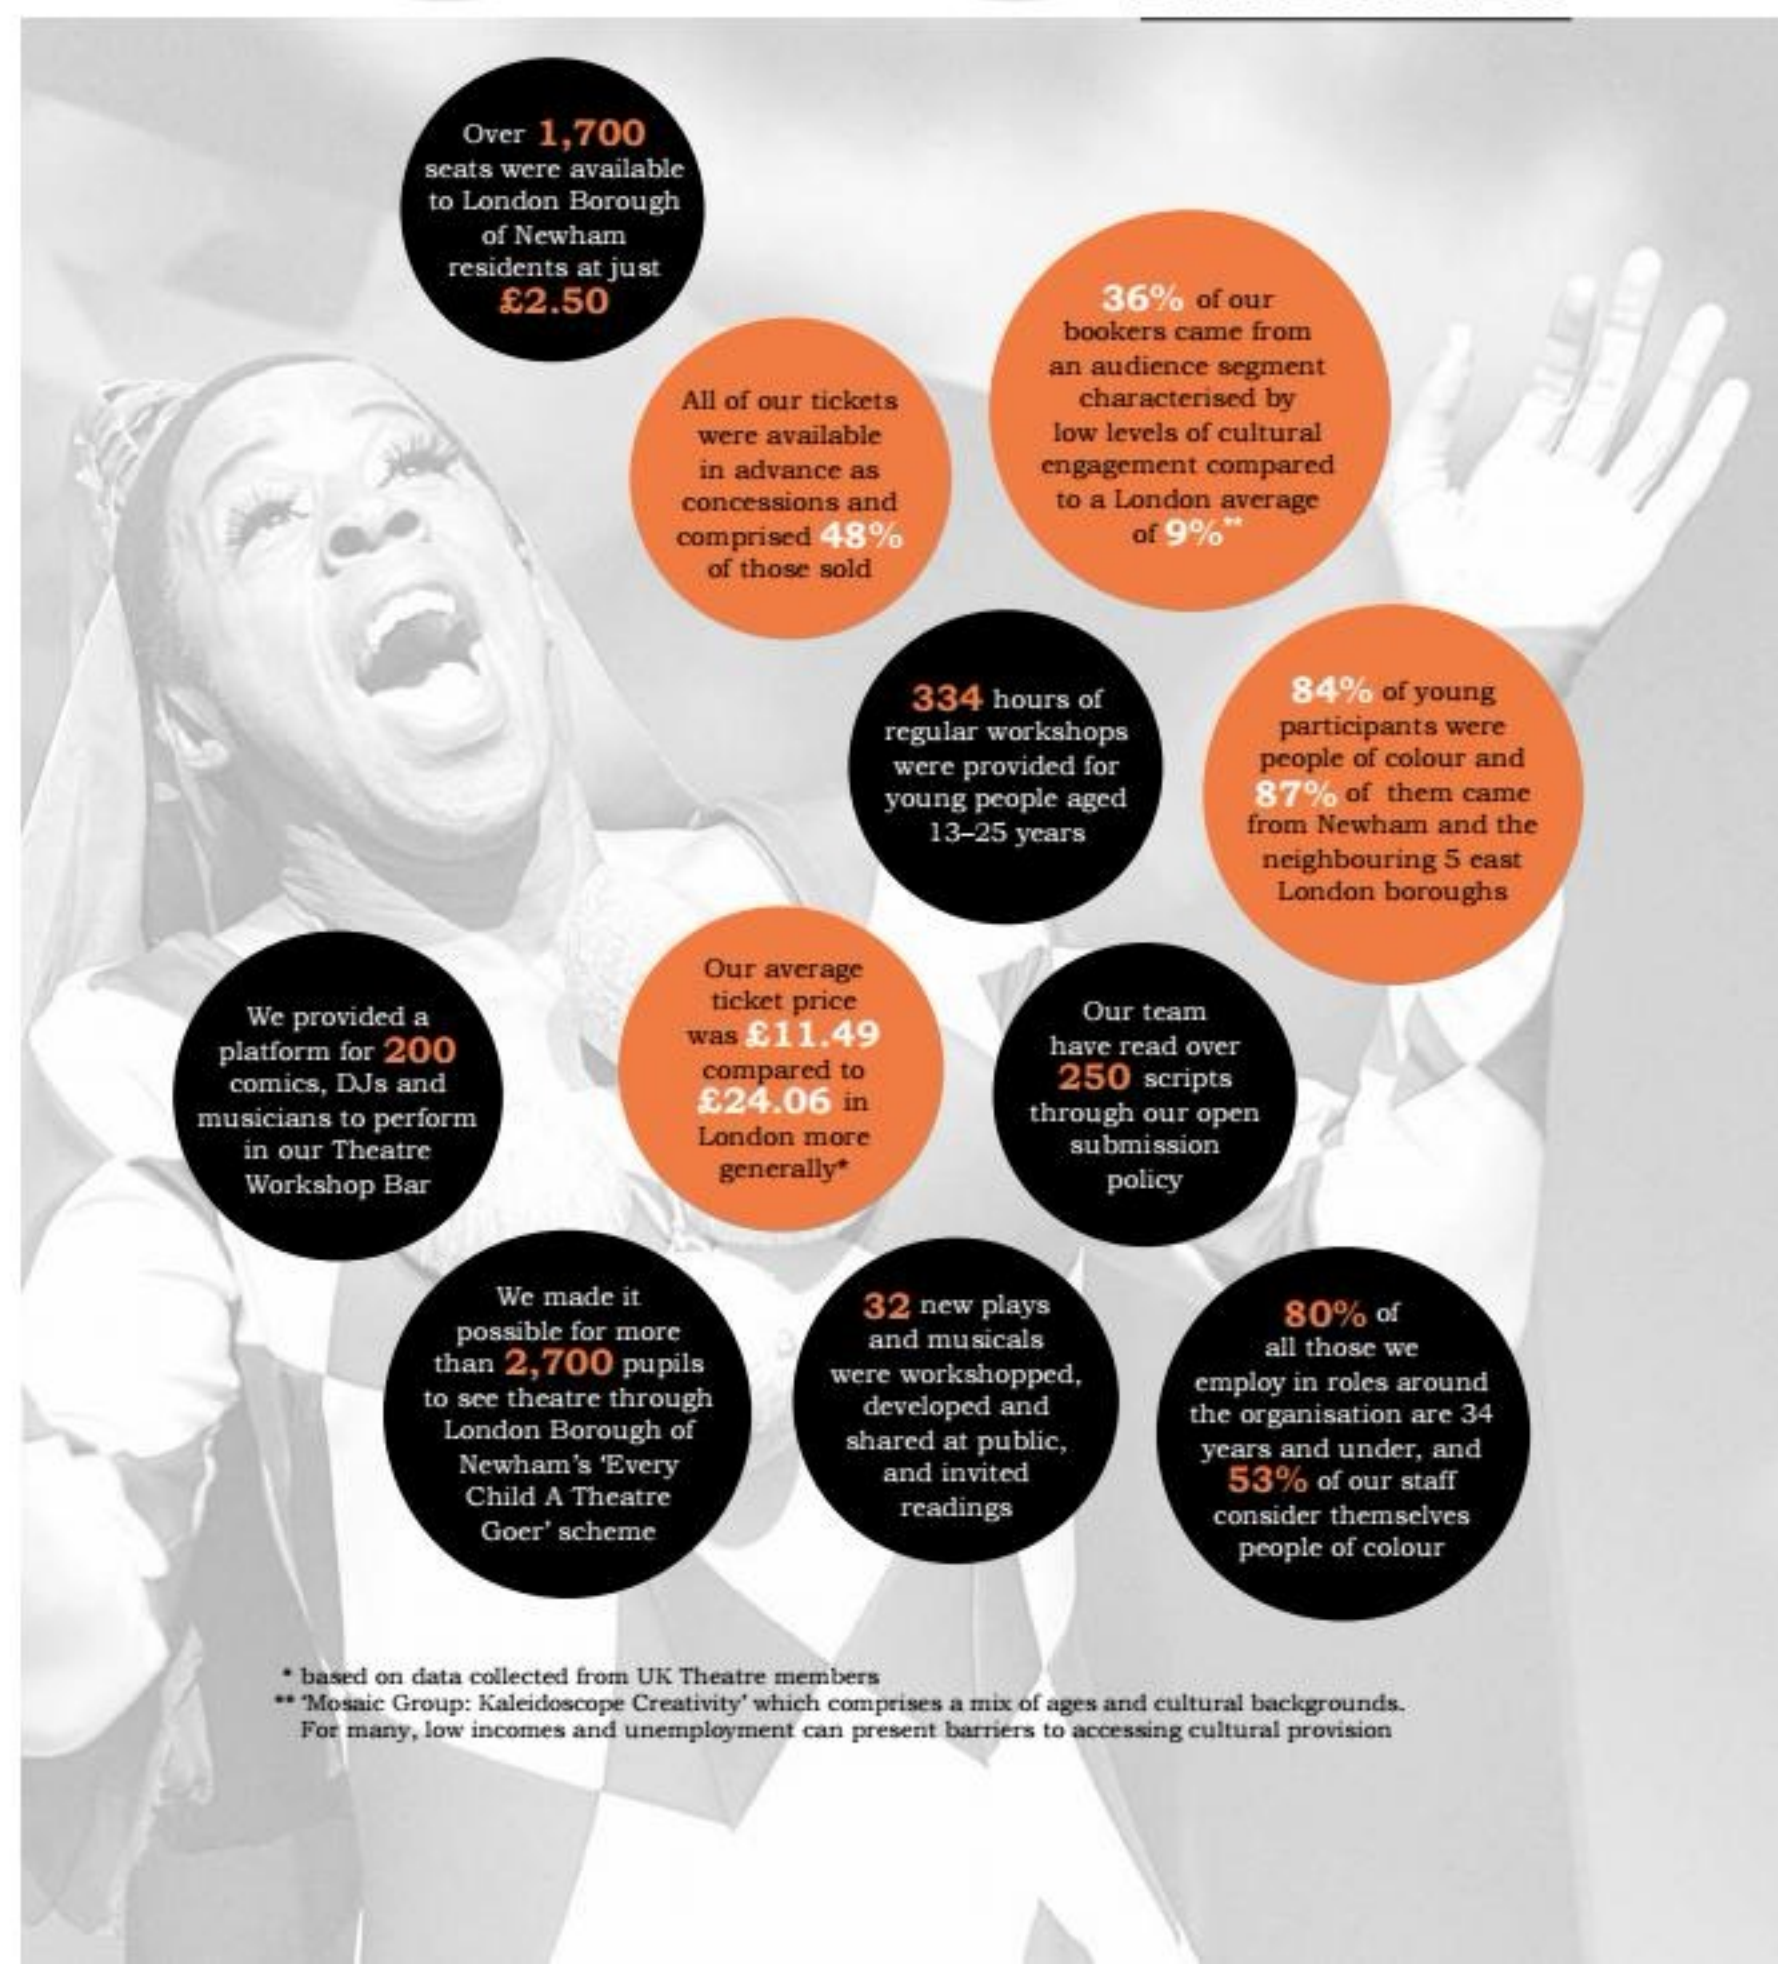 Over 1,700
seats were available
to London Borough
of Newham
residents at just
£2.50
All of our tickets
were available
in advance as
concessions and
comprised 48%
of those sold
36% of our
bookers came from
an audience segment
characterised by
low levels of cultural
engagement compared
to a London average
of 9%**
334 hours of
regular workshops
were provided for
young people aged
13–25 years
84% of young
participants were
people of colour and
87% of them came
from Newham and the
neighbouring 5 east
London boroughs
We provided a
platform for 200
comics, DJs and
musicians to perform
in our Theatre
Workshop Bar
Our average
ticket price
was £11.49
compared to
£24.06 in
London more
generally*
Our team
have read over
250 scripts
through our open
submission
policy
We made it
possible for more
than 2,700 pupils
to see theatre through
London Borough of
Newham's 'Every
Child A Theatre
Goer' scheme
32 new plays
and musicals
were workshopped,
developed and
shared at public,
and invited
readings
80% of
all those we
employ in roles around
the organisation are 34
years and under, and
53% of our staff
consider themselves
people of colour
* based on data collected from UK Theatre members
** 'Mosaic Group: Kaleidoscope Creativity' which comprises a mix of ages and cultural backgrounds.
For many, low incomes and unemployment can present barriers to accessing cultural provision